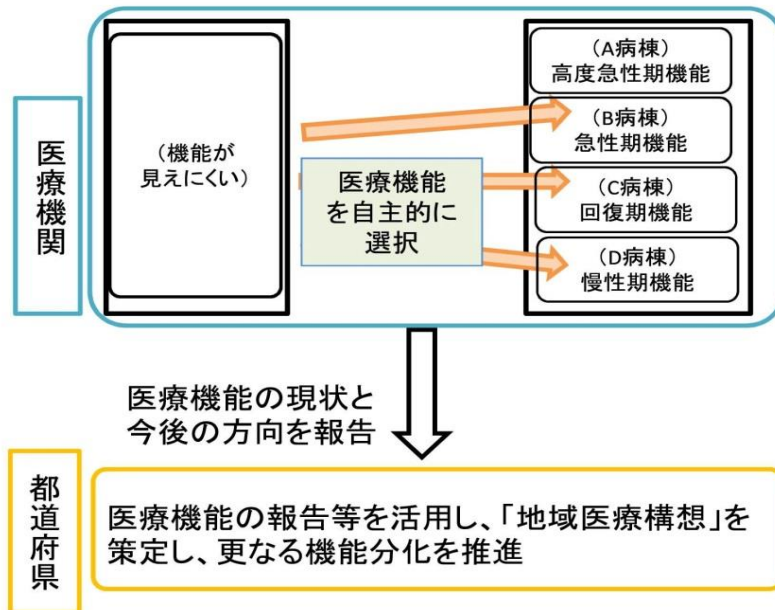 医療機関
（機能が
見えにくい）
医療機能
を自主的に
選択
（A病棟）
高度急性期機能
（B病棟）
急性期機能
（C病棟）
回復期機能
（D病棟）
慢性期機能
医療機能の現状と
今後の方向を報告
都道府県
医療機能の報告等を活用し、「地域医療構想」を
策定し、更なる機能分化を推進